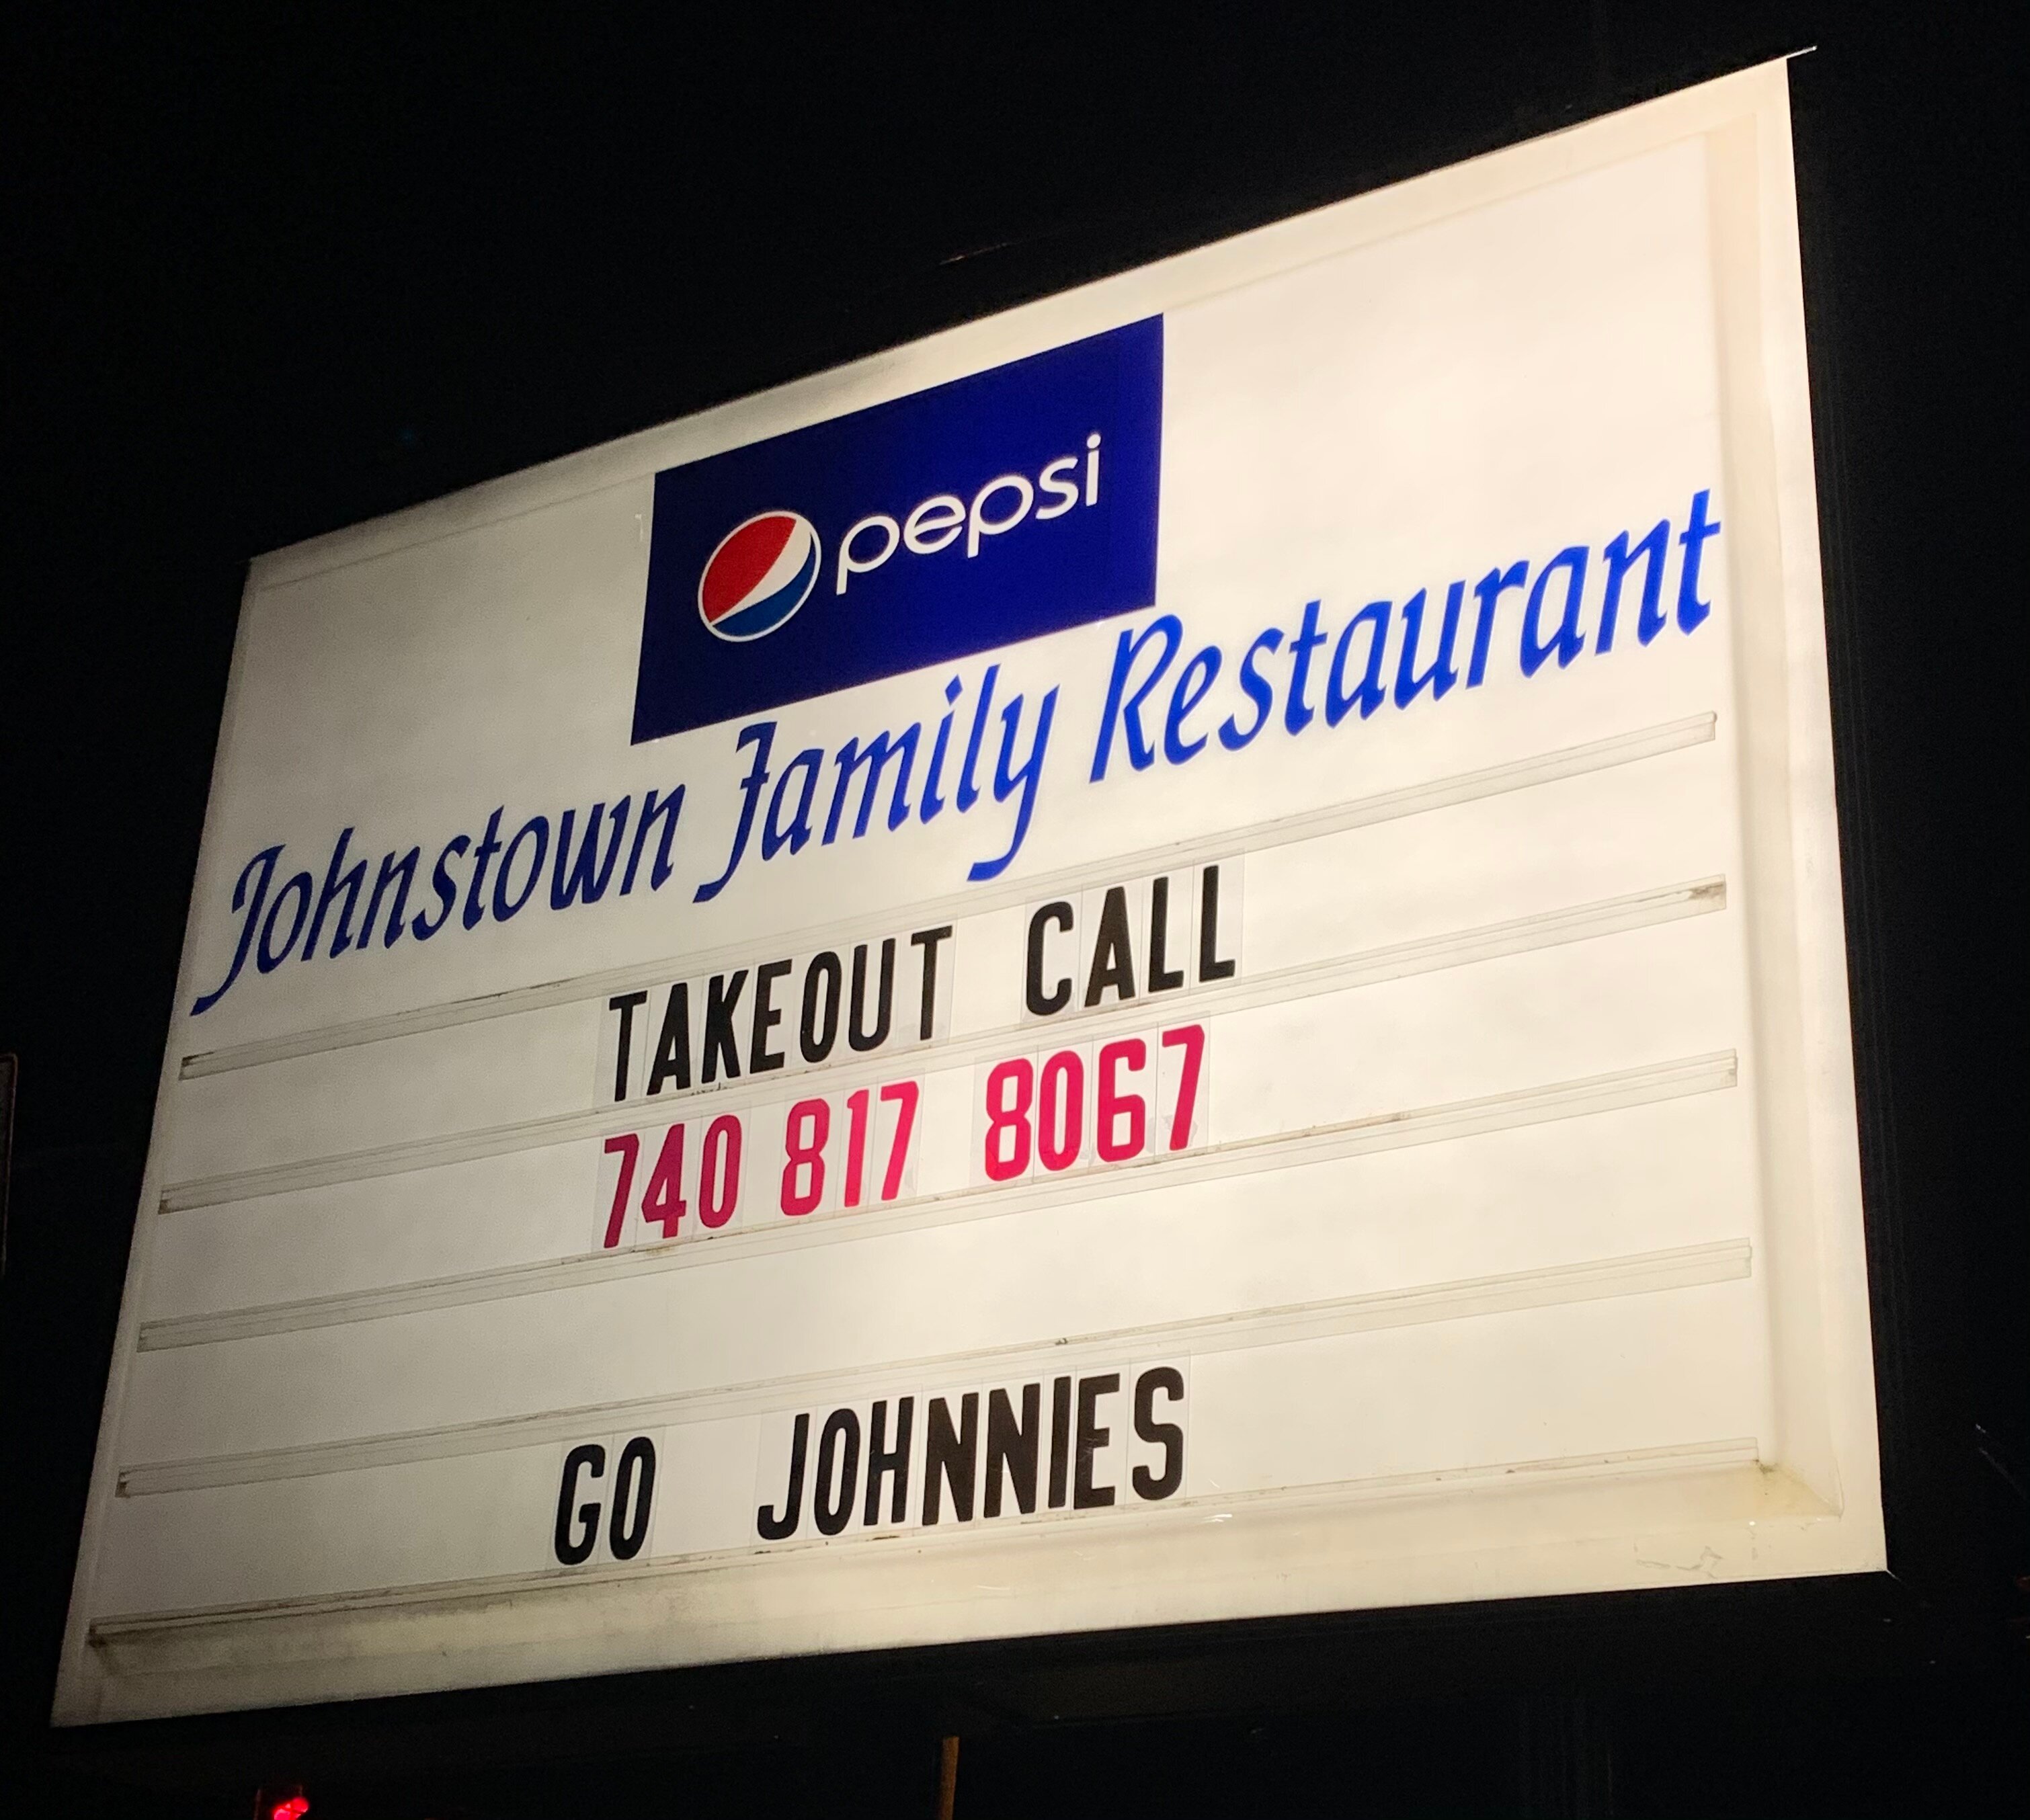 pepsi
Johnstown Family Restaurant
TAKEOUT CALL
740 817 8067
GO JOHNNIES